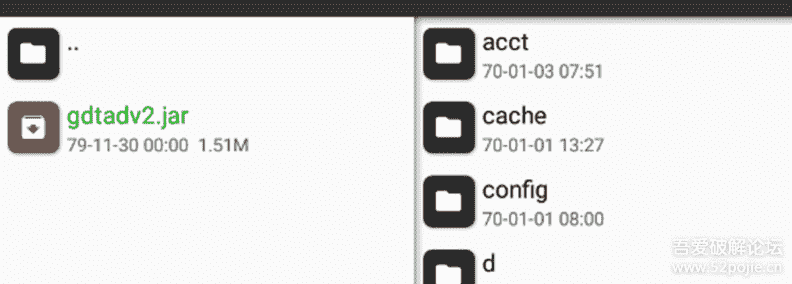 ..
gdtadv2.jar
79-11-30 00:00 1.51M
acct
70-01-03 07:51
cache
70-01-01 13:27
config
70-01-01 08:00
d
吾爱破解论坛
www.52pojie.cn